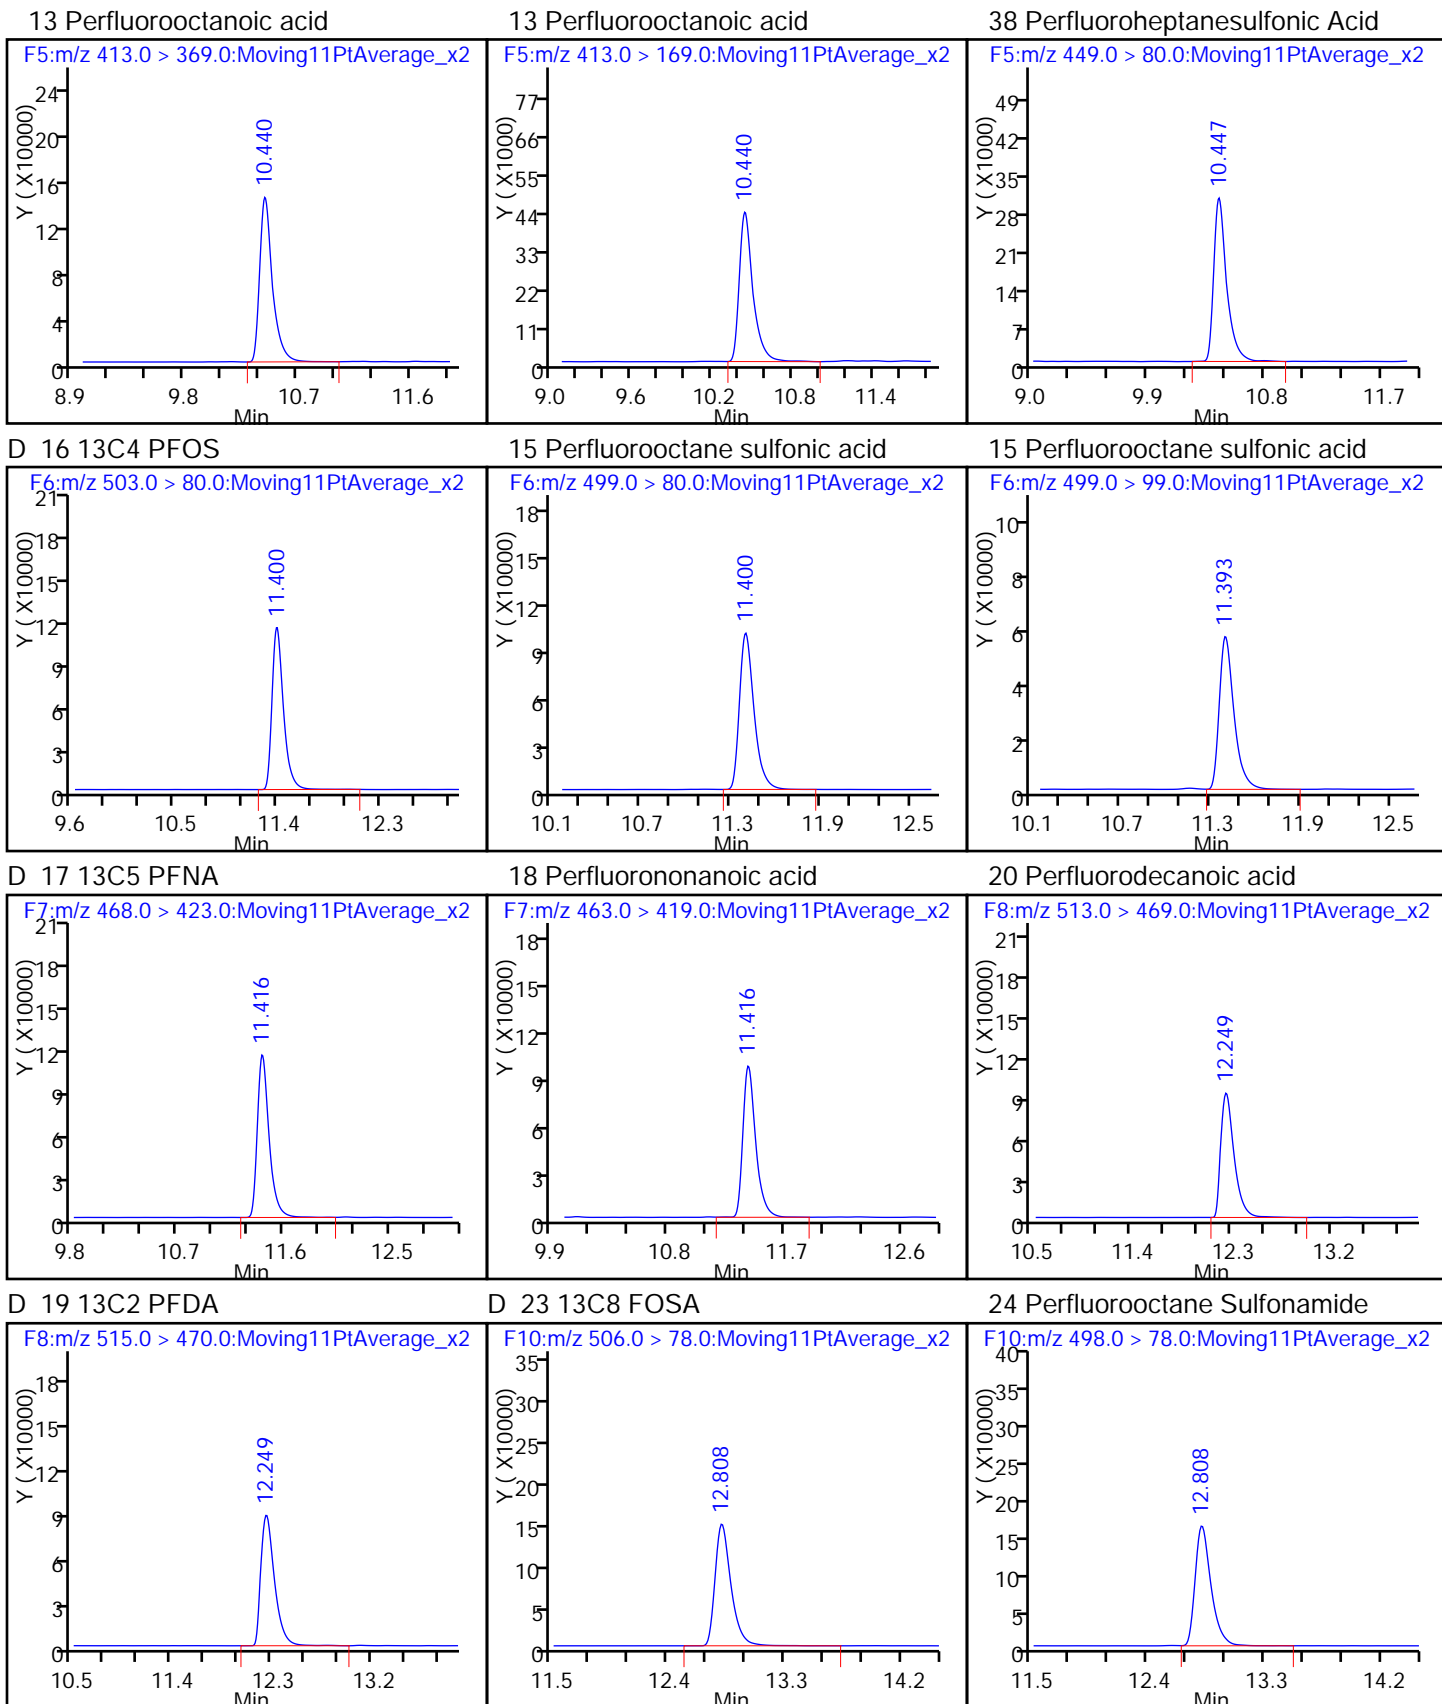 13 Perfluorooctanoic acid
F5:m/z 413.0 > 369.0:Moving11PtAverage_x2
Y ( X10000)
24
20
16
12
8
4
0
10.440
8.9 9.8 10.7 11.6
Min
13 Perfluorooctanoic acid
F5:m/z 413.0 > 169.0:Moving11PtAverage_x2
Y ( X1000)
77
66
55
44
33
22
11
0
10.440
9.0 9.6 10.2 10.8 11.4
Min
38 Perfluoroheptanesulfonic Acid
F5:m/z 449.0 > 80.0:Moving11PtAverage_x2
Y ( X1000)
49
42
35
28
21
14
7
0
10.447
9.0 9.9 10.8 11.7
Min
D 16 13C4 PFOS
F6:m/z 503.0 > 80.0:Moving11PtAverage_x2
Y ( X10000)
21
18
15
12
9
6
3
0
11.400
9.6 10.5 11.4 12.3
Min
15 Perfluorooctane sulfonic acid
F6:m/z 499.0 > 80.0:Moving11PtAverage_x2
Y ( X10000)
18
15
12
9
6
3
0
11.400
10.1 10.7 11.3 11.9 12.5
Min
15 Perfluorooctane sulfonic acid
F6:m/z 499.0 > 99.0:Moving11PtAverage_x2
Y ( X10000)
10
8
6
4
2
0
11.393
10.1 10.7 11.3 11.9 12.5
Min
D 17 13C5 PFNA
F7:m/z 468.0 > 423.0:Moving11PtAverage_x2
Y ( X10000)
21
18
15
12
9
6
3
0
11.416
9.8 10.7 11.6 12.5
Min
18 Perfluorononanoic acid
F7:m/z 463.0 > 419.0:Moving11PtAverage_x2
Y ( X10000)
18
15
12
9
6
3
0
11.416
9.9 10.8 11.7 12.6
Min
20 Perfluorodecanoic acid
F8:m/z 513.0 > 469.0:Moving11PtAverage_x2
Y ( X10000)
21
18
15
12
9
6
3
0
12.249
10.5 11.4 12.3 13.2
Min
D 19 13C2 PFDA
F8:m/z 515.0 > 470.0:Moving11PtAverage_x2
Y ( X10000)
18
15
12
9
6
3
0
12.249
10.5 11.4 12.3 13.2
Min
D 23 13C8 FOSA
F10:m/z 506.0 > 78.0:Moving11PtAverage_x2
Y ( X10000)
35
30
25
20
15
10
5
0
12.808
11.5 12.4 13.3 14.2
Min
24 Perfluorooctane Sulfonamide
F10:m/z 498.0 > 78.0:Moving11PtAverage_x2
Y ( X10000)
40
35
30
25
20
15
10
5
0
12.808
11.5 12.4 13.3 14.2
Min